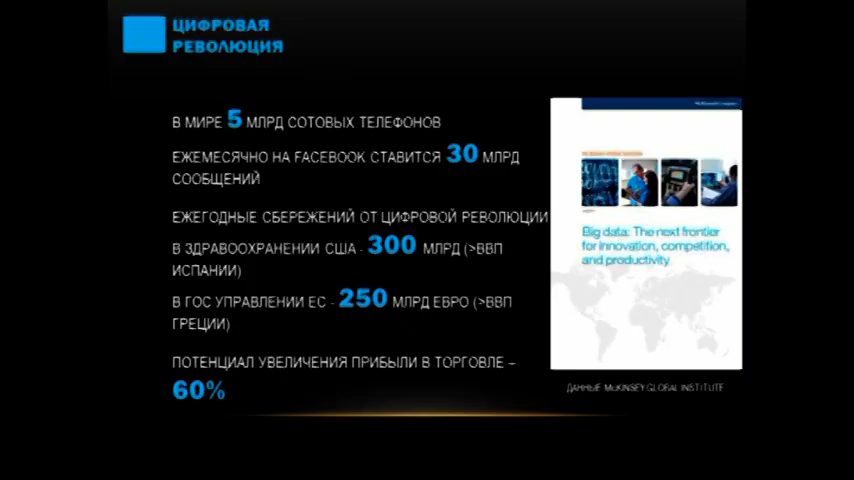 ЦИФРОВАЯ
РЕВОЛЮЦИЯ
В МИРЕ 5 МЛРД СОТОВЫХ ТЕЛЕФОНОВ
ЕЖЕМЕСЯЧНО НА FACEBOOK СТАВИТСЯ 30 МЛРД
СООБЩЕНИЙ
ЕЖЕГОДНЫЕ СБЕРЕЖЕНИЙ ОТ ЦИФРОВОЙ РЕВОЛЮЦИИ
В ЗДРАВООХРАНЕНИИ США - 300 МЛРД (>ВВП
ИСПАНИИ)
В ГОС УПРАВЛЕНИИ ЕС - 250 МЛРД ЕВРО (>ВВП
ГРЕЦИИ)
ПОТЕНЦИАЛ УВЕЛИЧЕНИЯ ПРИБЫЛИ В ТОРГОВЛЕ –
60%
Big data: The next frontier
for innovation, competition,
and productivity
ДАННЫЕ McKINSEY GLOBAL INSTITUTE